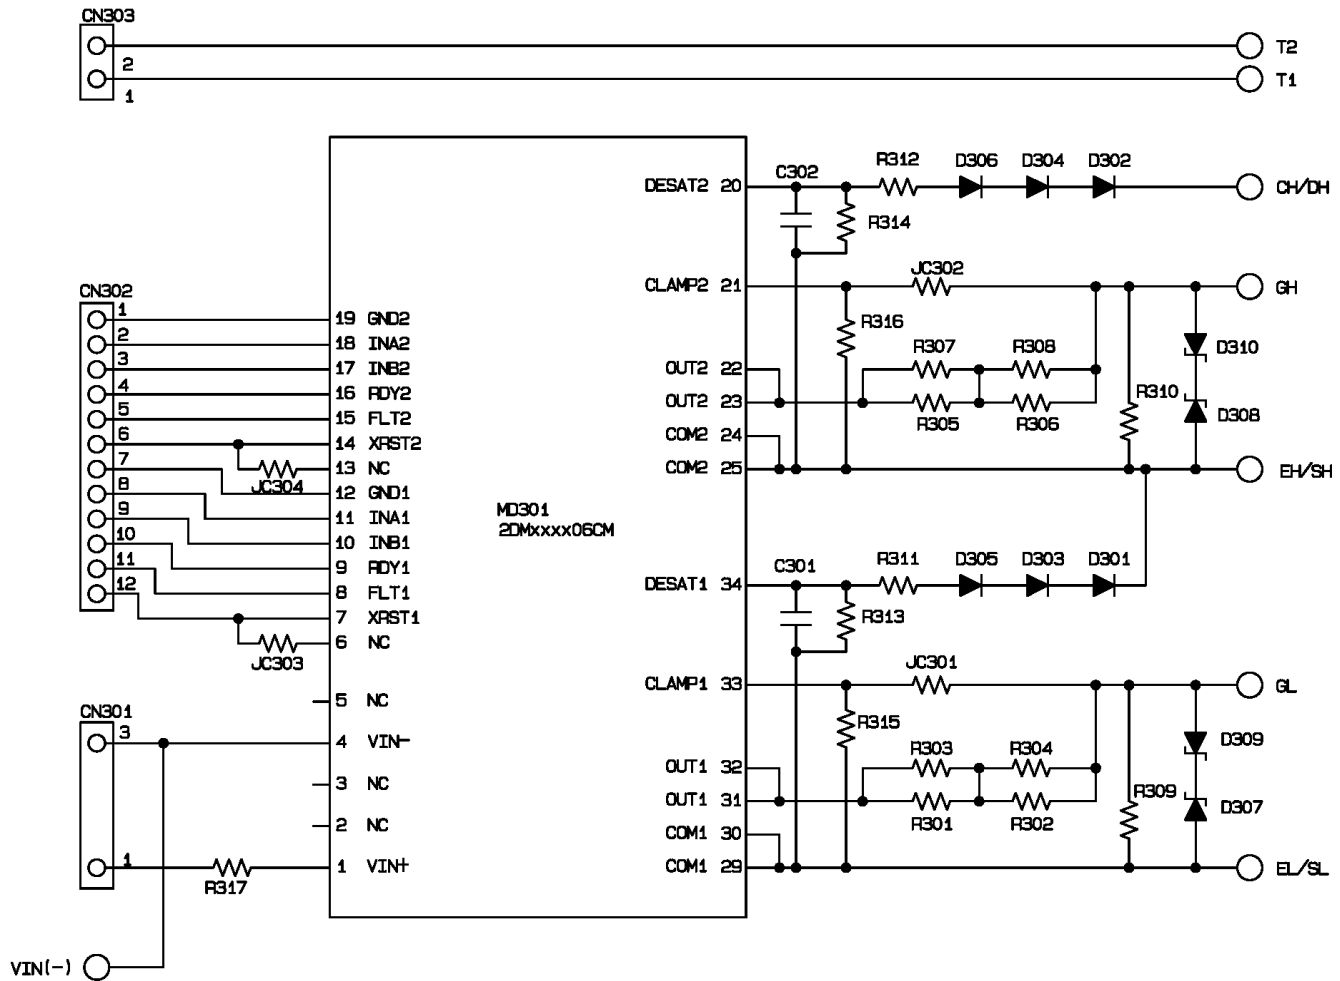 CN303
2
T2
1
T1
DESAT2 20
C302
R312
D306
D304
D302
CH/DH
R314
CLAMP2 21
JC302
GH
R316
CN302
1
2
3
4
5
6
7
8
9
10
11
12
19 GND2
18 INA2
17 INB2
16 RDY2
15 FLT2
14 XRST2
13 NC
12 GND1
11 INA1
10 INB1
9 RDY1
8 FLT1
7 XRST1
6 NC
JC304
JC303
OUT2 22
OUT2 23
COM2 24
COM2 25
R307
R308
R305
R306
R310
D310
D308
EH/SH
MD301
2DMxxxx06CM
DESAT1 34
C301
R311
D305
D303
D301
R313
CLAMP1 33
JC301
GL
R315
OUT1 32
OUT1 31
COM1 30
COM1 29
R303
R304
R301
R302
R309
D309
D307
EL/SL
CN301
3
1
R317
5 NC
4 VIN-
3 NC
2 NC
1 VIN+
VIN(-)